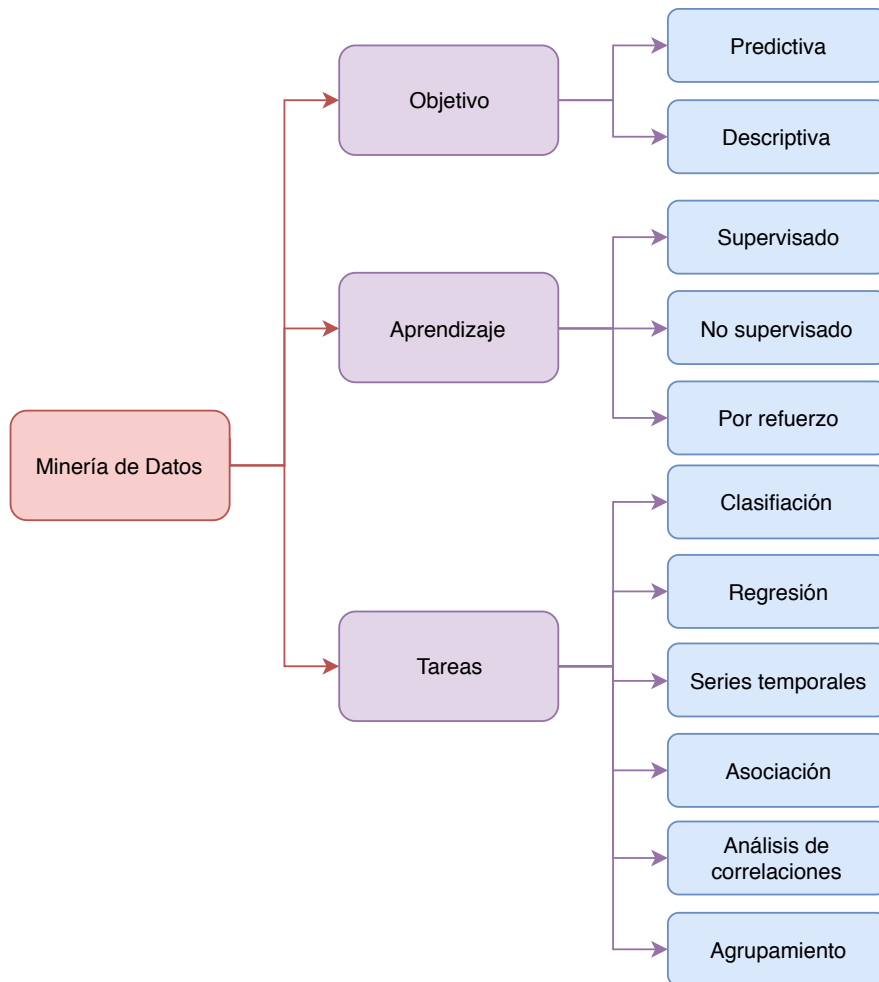 Predictiva
Objetivo
Descriptiva
Supervisado
Aprendizaje
No supervisado
Por refuerzo
Minería de Datos
Clasifiación
Regresión
Tareas
Series temporales
Asociación
Análisis de
correlaciones
Agrupamiento